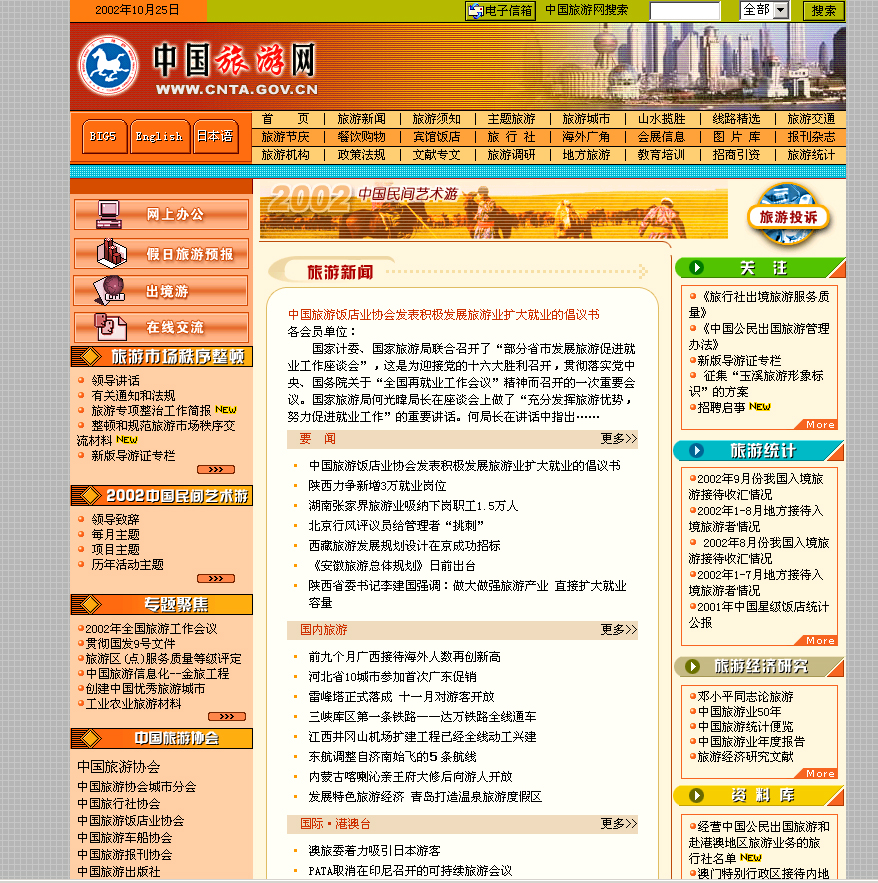 2002年10月25日
电子信箱 中国旅游网搜索 全部 搜索
中国旅游网
WWW.CNTA.GOV.CN
BIG5 English 日本语
首 页 | 旅游新闻 | 旅游须知 | 主题旅游 | 旅游城市 | 山水揽胜 | 线路精选 | 旅游交通
旅游节庆 | 餐饮购物 | 宾馆饭店 | 旅 行 社 | 海外广角 | 会展信息 | 图 片 库 | 报刊杂志
旅游机构 | 政策法规 | 文献专文 | 旅游调研 | 地方旅游 | 教育培训 | 招商引资 | 旅游统计
网上办公
假日旅游预报
出境游
在线交流
旅游市场秩序整顿
领导讲话
有关通知和法规
旅游专项整治工作简报 NEW
整顿和规范旅游市场秩序交
流材料 NEW
新版导游证专栏
>>>
2002中国民间艺术游
领导致辞
每月主题
项目主题
历年活动主题
>>>
专题聚焦
2002年全国旅游工作会议
贯彻国发9号文件
旅游区(点)服务质量等级评定
中国旅游信息化--金旅工程
创建中国优秀旅游城市
工业农业旅游材料
>>>
中国旅游协会
中国旅游协会
中国旅游协会城市分会
中国旅行社协会
中国旅游饭店业协会
中国旅游车船协会
中国旅游报刊协会
中国旅游出版社
2002 中国民间艺术游
旅游投诉
旅游新闻
中国旅游饭店业协会发表积极发展旅游业扩大就业的倡议书
各会员单位：
国家计委、国家旅游局联合召开了“部分省市发展旅游促进就
业工作座谈会”，这是为迎接党的十六大胜利召开，贯彻落实党中
央、国务院关于“全国再就业工作会议”精神而召开的一次重要会
议。国家旅游局何光暐局长在座谈会上做了“充分发挥旅游优势，
努力促进就业工作”的重要讲话。何局长在讲话中指出……
要 闻 更多>>
中国旅游饭店业协会发表积极发展旅游业扩大就业的倡议书
陕西力争新增3万就业岗位
湖南张家界旅游业吸纳下岗职工1.5万人
北京行风评议员给管理者“挑刺”
西藏旅游发展规划设计在京成功招标
《安徽旅游总体规划》日前出台
陕西省委书记李建国强调：做大做强旅游产业 直接扩大就业
容量
国内旅游 更多>>
前九个月广西接待海外人数再创新高
河北省10城市参加首次广东促销
雷峰塔正式落成 十一月对游客开放
三峡库区第一条铁路——达万铁路全线通车
江西井冈山机场扩建工程已经全线动工兴建
东航调整自济南始飞的5 条航线
内蒙古喀喇沁亲王府大修后向游人开放
发展特色旅游经济 青岛打造温泉旅游度假区
国际·港澳台 更多>>
澳旅委着力吸引日本游客
PATA取消在印尼召开的可持续旅游会议
关 注
《旅行社出境旅游服务质
量》
《中国公民出国旅游管理
办法》
新版导游证专栏
征集“玉溪旅游形象标
识”的方案
招聘启事 NEW
More
旅游统计
2002年9月份我国入境旅
游接待收汇情况
2002年1-8月地方接待入
境旅游者情况
2002年8月份我国入境旅
游接待收汇情况
2002年1-7月地方接待入
境旅游者情况
2001年中国星级饭店统计
公报
More
旅游经济研究
邓小平同志论旅游
中国旅游业50年
中国旅游统计便览
中国旅游业年度报告
旅游经济研究文献
More
资 料 库
经营中国公民出国旅游和
赴港澳地区旅游业务的旅
行社名单 NEW
澳门特别行政区接待内地